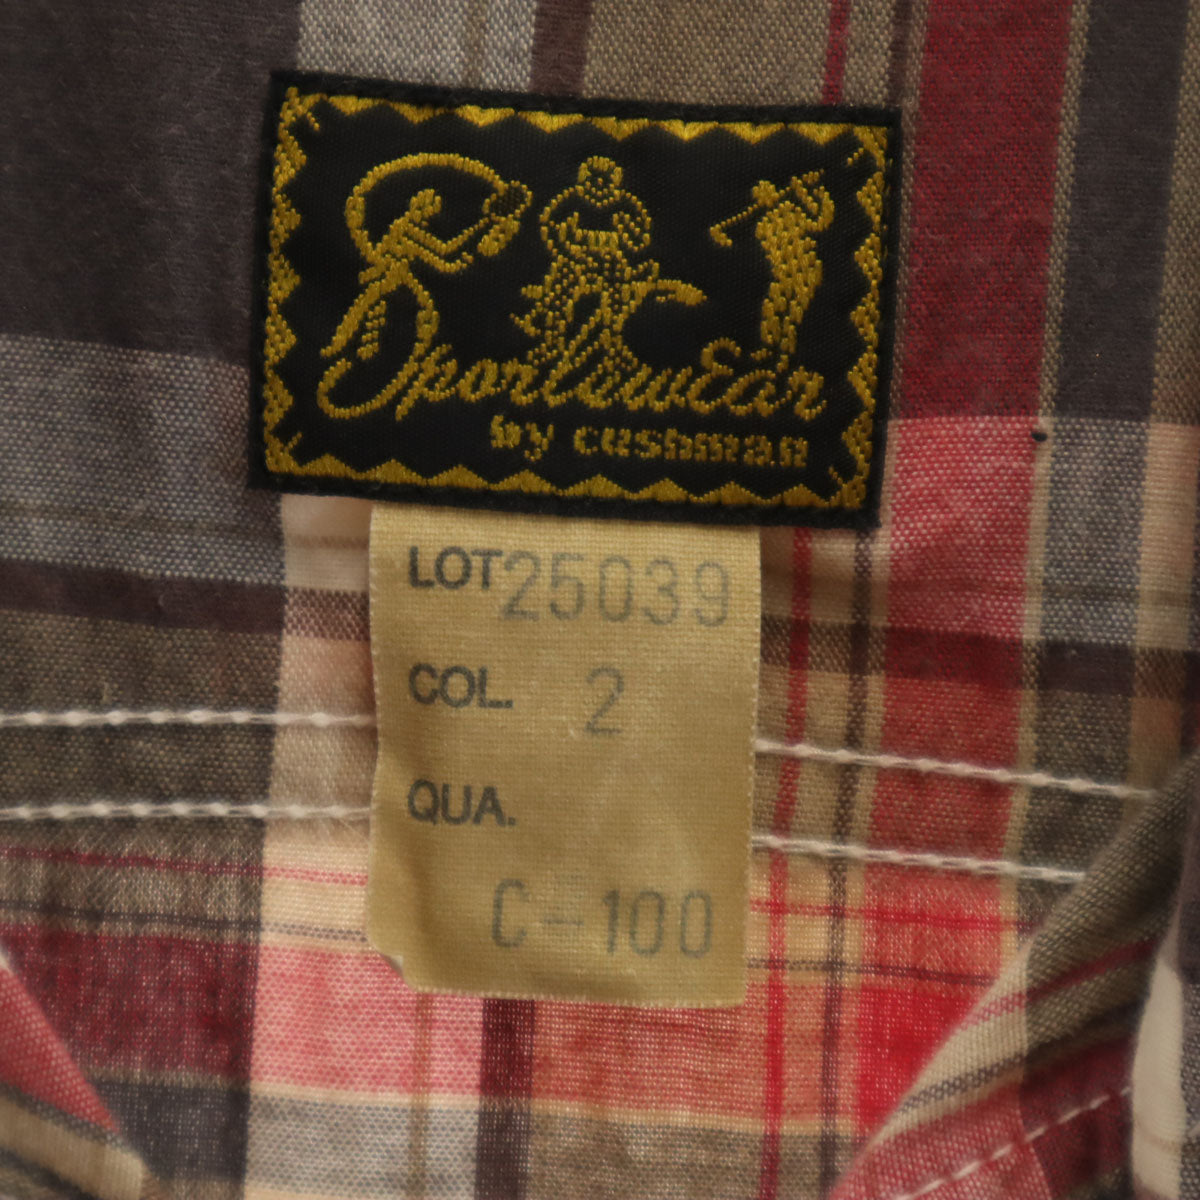 Sportswear
by cushman
LOT 25039
COL. 2
QUA.
C-100